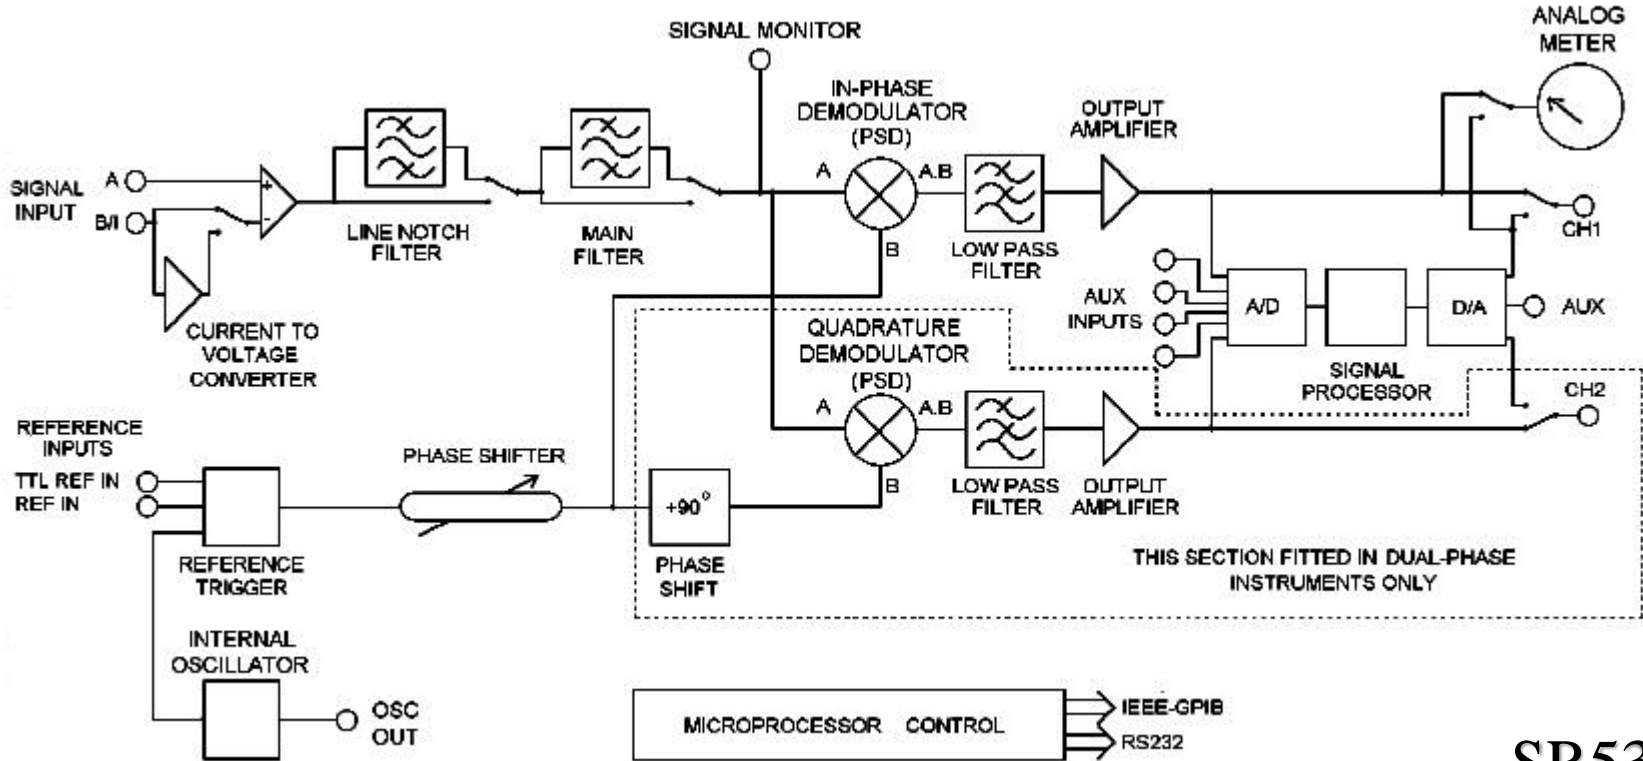 SIGNAL MONITOR
ANALOG
METER
IN-PHASE
DEMODULATOR
(PSD)
OUTPUT
AMPLIFIER
SIGNAL
INPUT
A
B/I
+
-
LINE NOTCH
FILTER
MAIN
FILTER
A
A.B
B
LOW PASS
FILTER
CH1
CURRENT TO
VOLTAGE
CONVERTER
AUX
INPUTS
A/D
D/A
AUX
SIGNAL
PROCESSOR
QUADRATURE
DEMODULATOR
(PSD)
A
A.B
B
CH2
LOW PASS
FILTER
OUTPUT
AMPLIFIER
REFERENCE
INPUTS
TTL REF IN
REF IN
PHASE SHIFTER
+90°
PHASE
SHIFT
REFERENCE
TRIGGER
THIS SECTION FITTED IN DUAL-PHASE
INSTRUMENTS ONLY
INTERNAL
OSCILLATOR
OSC
OUT
MICROPROCESSOR CONTROL
IEEE-GPIB
RS232